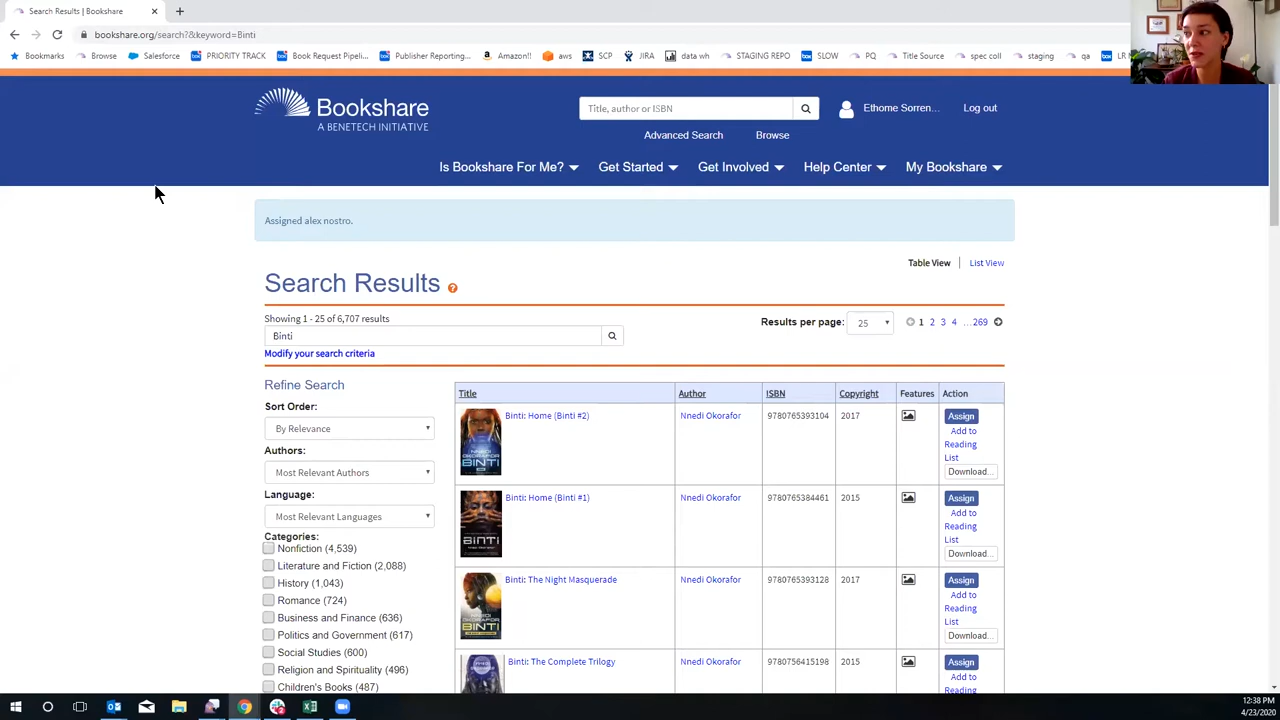 Search Results | Bookshare
bookshare.org/search?&keyword=Binti
Bookmarks Browse Salesforce PRIORITY TRACK Book Request Pipeli... Publisher Reporting... Amazon!! aws SCP JIRA data wh STAGING REPO SLOW PQ Title Source spec coll staging qa LR M
Bookshare
A BENETECH INITIATIVE
Title, author or ISBN
Ethome Sorren... Log out
Advanced Search Browse
Is Bookshare For Me? Get Started Get Involved Help Center My Bookshare
Assigned alex nostro.
Table View | List View
Search Results
Showing 1 - 25 of 6,707 results
Results per page: 25 1 2 3 4 ...269
Binti
Modify your search criteria
Refine Search
Sort Order:
By Relevance
Authors:
Most Relevant Authors
Language:
Most Relevant Languages
Categories:
Nonfiction (4,539)
Literature and Fiction (2,088)
History (1,043)
Romance (724)
Business and Finance (636)
Politics and Government (617)
Social Studies (600)
Religion and Spirituality (496)
Children's Books (487)
Title Author ISBN Copyright Features Action
Binti: Home (Binti #2) Nnedi Okorafor 9780765393104 2017 Assign
Add to
Reading
List
Download...
NNEDI
OKORAFOR
BINTI
Binti: Home (Binti #1) Nnedi Okorafor 9780765384461 2015 Assign
Add to
Reading
List
Download...
BINTI
Binti: The Night Masquerade Nnedi Okorafor 9780765393128 2017 Assign
Add to
Reading
List
Download...
NNEDI
OKORAFOR
BINTI
Binti: The Complete Trilogy Nnedi Okorafor 9780756415198 2015 Assign
Add to
Reading
12:38 PM
4/23/2020